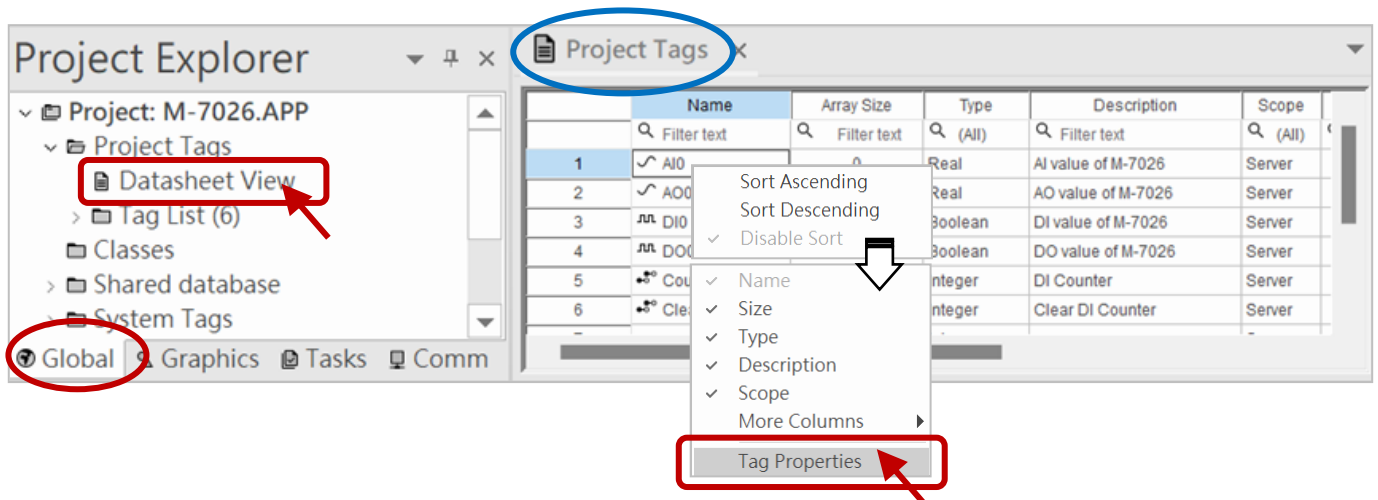 Project Explorer
Project: M-7026.APP
Project Tags
Datasheet View
Tag List (6)
Classes
Shared database
System Tags
Global Graphics Tasks Comm
Project Tags
Name Array Size Type Description Scope
Filter text Filter text (All) Filter text (All)
1 AI0 0 Real AI value of M-7026 Server
2 AO0 Real AO value of M-7026 Server
3 DI0 Boolean DI value of M-7026 Server
4 DO0 Boolean DO value of M-7026 Server
5 Cou nteger DI Counter Server
6 Cle nteger Clear DI Counter Server
Sort Ascending
Sort Descending
Disable Sort
Name
Size
Type
Description
Scope
More Columns
Tag Properties